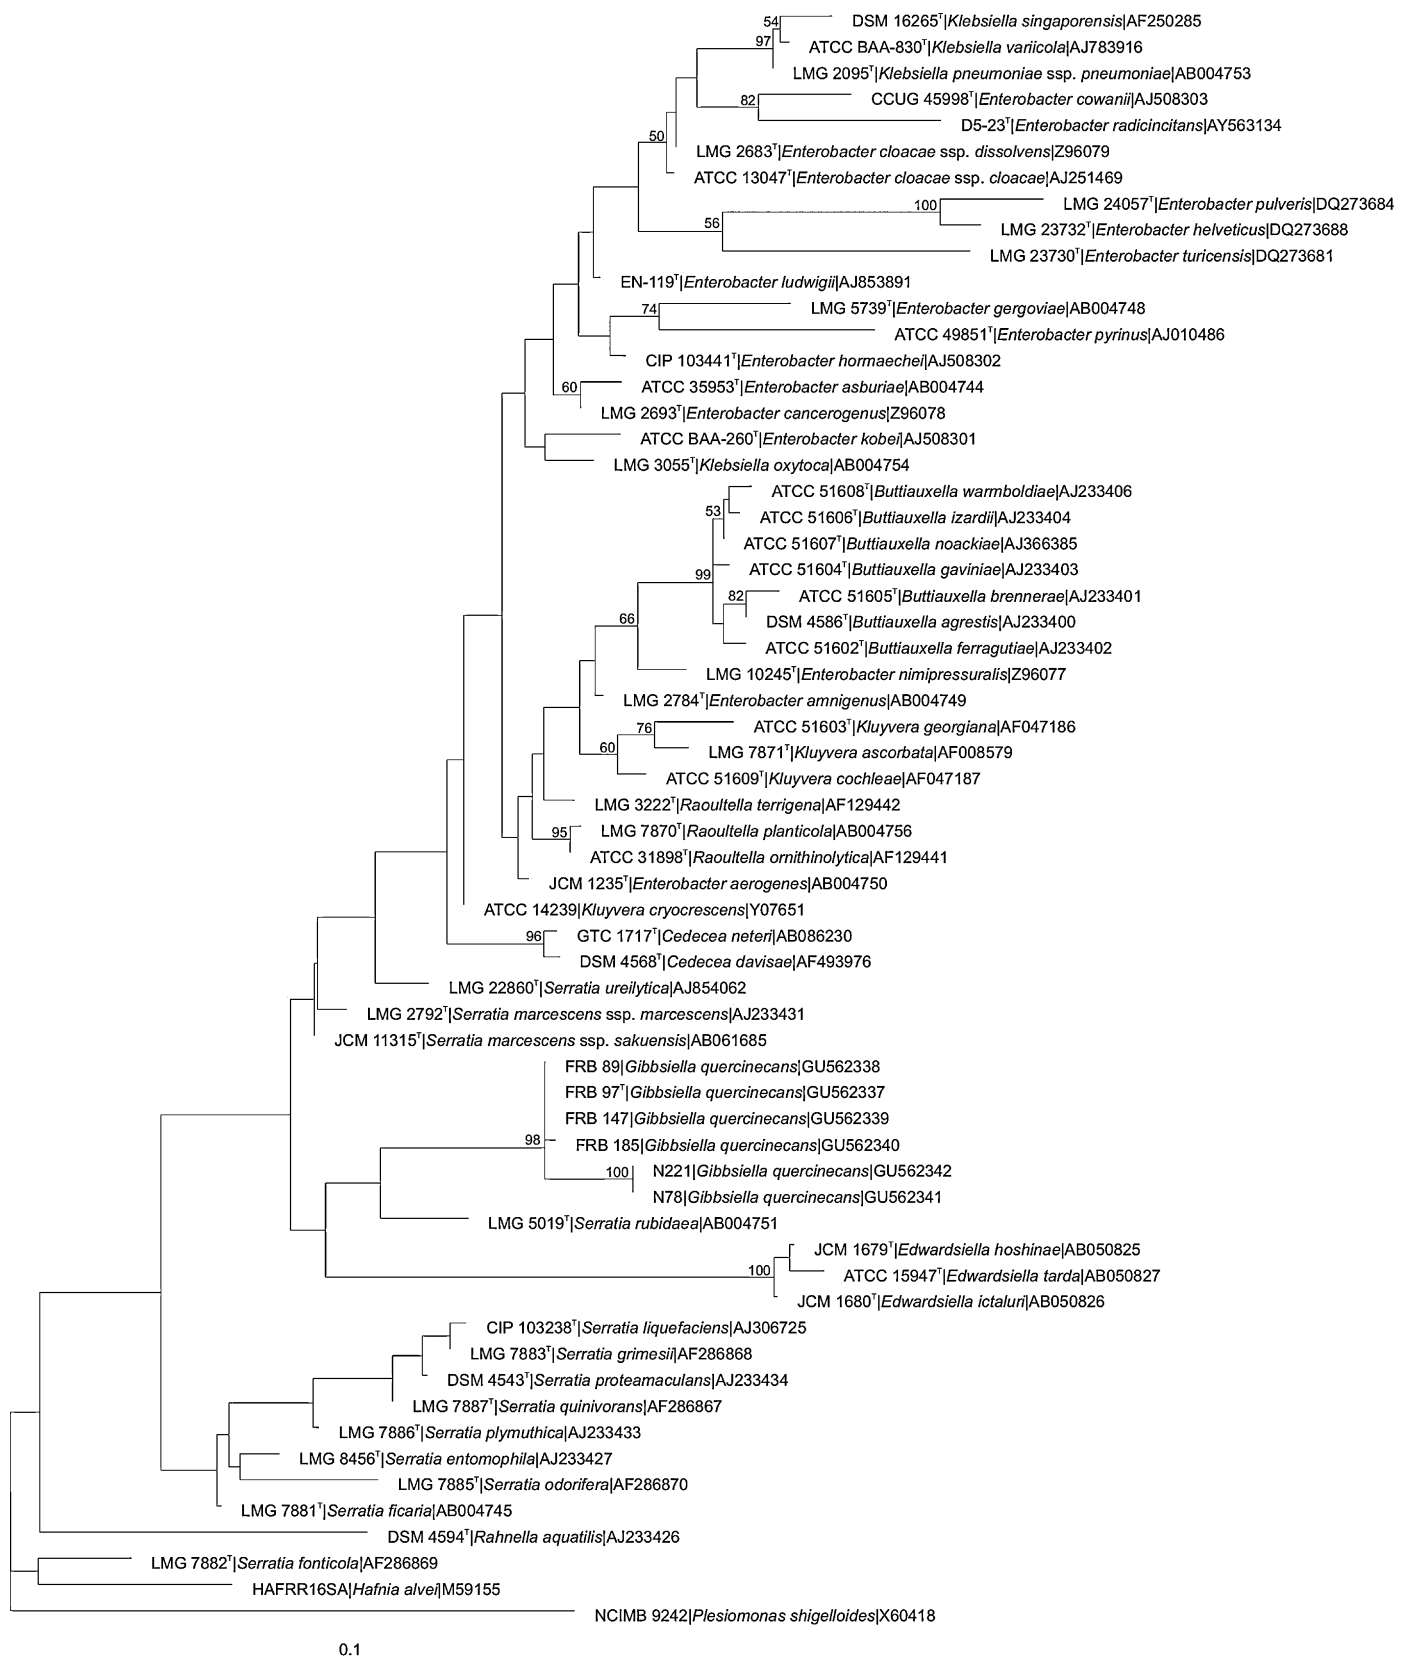 54 DSM 16265ᵀ|Klebsiella singaporensis|AF250285
97 ATCC BAA-830ᵀ|Klebsiella variicola|AJ783916
LMG 2095ᵀ|Klebsiella pneumoniae ssp. pneumoniae|AB004753
82 CCUG 45998ᵀ|Enterobacter cowanii|AJ508303
D5-23ᵀ|Enterobacter radicincitans|AY563134
50 LMG 2683ᵀ|Enterobacter cloacae ssp. dissolvens|Z96079
ATCC 13047ᵀ|Enterobacter cloacae ssp. cloacae|AJ251469
100 LMG 24057ᵀ|Enterobacter pulveris|DQ273684
56 LMG 23732ᵀ|Enterobacter helveticus|DQ273688
LMG 23730ᵀ|Enterobacter turicensis|DQ273681
EN-119ᵀ|Enterobacter ludwigii|AJ853891
74 LMG 5739ᵀ|Enterobacter gergoviae|AB004748
ATCC 49851ᵀ|Enterobacter pyrinus|AJ010486
CIP 103441ᵀ|Enterobacter hormaechei|AJ508302
60 ATCC 35953ᵀ|Enterobacter asburiae|AB004744
LMG 2693ᵀ|Enterobacter cancerogenus|Z96078
ATCC BAA-260ᵀ|Enterobacter kobei|AJ508301
LMG 3055ᵀ|Klebsiella oxytoca|AB004754
ATCC 51608ᵀ|Buttiauxella warmboldiae|AJ233406
53 ATCC 51606ᵀ|Buttiauxella izardii|AJ233404
ATCC 51607ᵀ|Buttiauxella noackiae|AJ366385
99 ATCC 51604ᵀ|Buttiauxella gaviniae|AJ233403
82 ATCC 51605ᵀ|Buttiauxella brennerae|AJ233401
66 DSM 4586ᵀ|Buttiauxella agrestis|AJ233400
ATCC 51602ᵀ|Buttiauxella ferragutiae|AJ233402
LMG 10245ᵀ|Enterobacter nimipressuralis|Z96077
LMG 2784ᵀ|Enterobacter amnigenus|AB004749
76 ATCC 51603ᵀ|Kluyvera georgiana|AF047186
60 LMG 7871ᵀ|Kluyvera ascorbata|AF008579
ATCC 51609ᵀ|Kluyvera cochleae|AF047187
LMG 3222ᵀ|Raoultella terrigena|AF129442
95 LMG 7870ᵀ|Raoultella planticola|AB004756
ATCC 31898ᵀ|Raoultella ornithinolytica|AF129441
JCM 1235ᵀ|Enterobacter aerogenes|AB004750
ATCC 14239|Kluyvera cryocrescens|Y07651
96 GTC 1717ᵀ|Cedecea neteri|AB086230
DSM 4568ᵀ|Cedecea davisae|AF493976
LMG 22860ᵀ|Serratia ureilytica|AJ854062
LMG 2792ᵀ|Serratia marcescens ssp. marcescens|AJ233431
JCM 11315ᵀ|Serratia marcescens ssp. sakuensis|AB061685
FRB 89|Gibbsiella quercinecans|GU562338
FRB 97ᵀ|Gibbsiella quercinecans|GU562337
FRB 147|Gibbsiella quercinecans|GU562339
98 FRB 185|Gibbsiella quercinecans|GU562340
100 N221|Gibbsiella quercinecans|GU562342
N78|Gibbsiella quercinecans|GU562341
LMG 5019ᵀ|Serratia rubidaea|AB004751
JCM 1679ᵀ|Edwardsiella hoshinae|AB050825
100 ATCC 15947ᵀ|Edwardsiella tarda|AB050827
JCM 1680ᵀ|Edwardsiella ictaluri|AB050826
CIP 103238ᵀ|Serratia liquefaciens|AJ306725
LMG 7883ᵀ|Serratia grimesii|AF286868
DSM 4543ᵀ|Serratia proteamaculans|AJ233434
LMG 7887ᵀ|Serratia quinivorans|AF286867
LMG 7886ᵀ|Serratia plymuthica|AJ233433
LMG 8456ᵀ|Serratia entomophila|AJ233427
LMG 7885ᵀ|Serratia odorifera|AF286870
LMG 7881ᵀ|Serratia ficaria|AB004745
DSM 4594ᵀ|Rahnella aquatilis|AJ233426
LMG 7882ᵀ|Serratia fonticola|AF286869
HAFRR16SA|Hafnia alvei|M59155
NCIMB 9242|Plesiomonas shigelloides|X60418
0.1